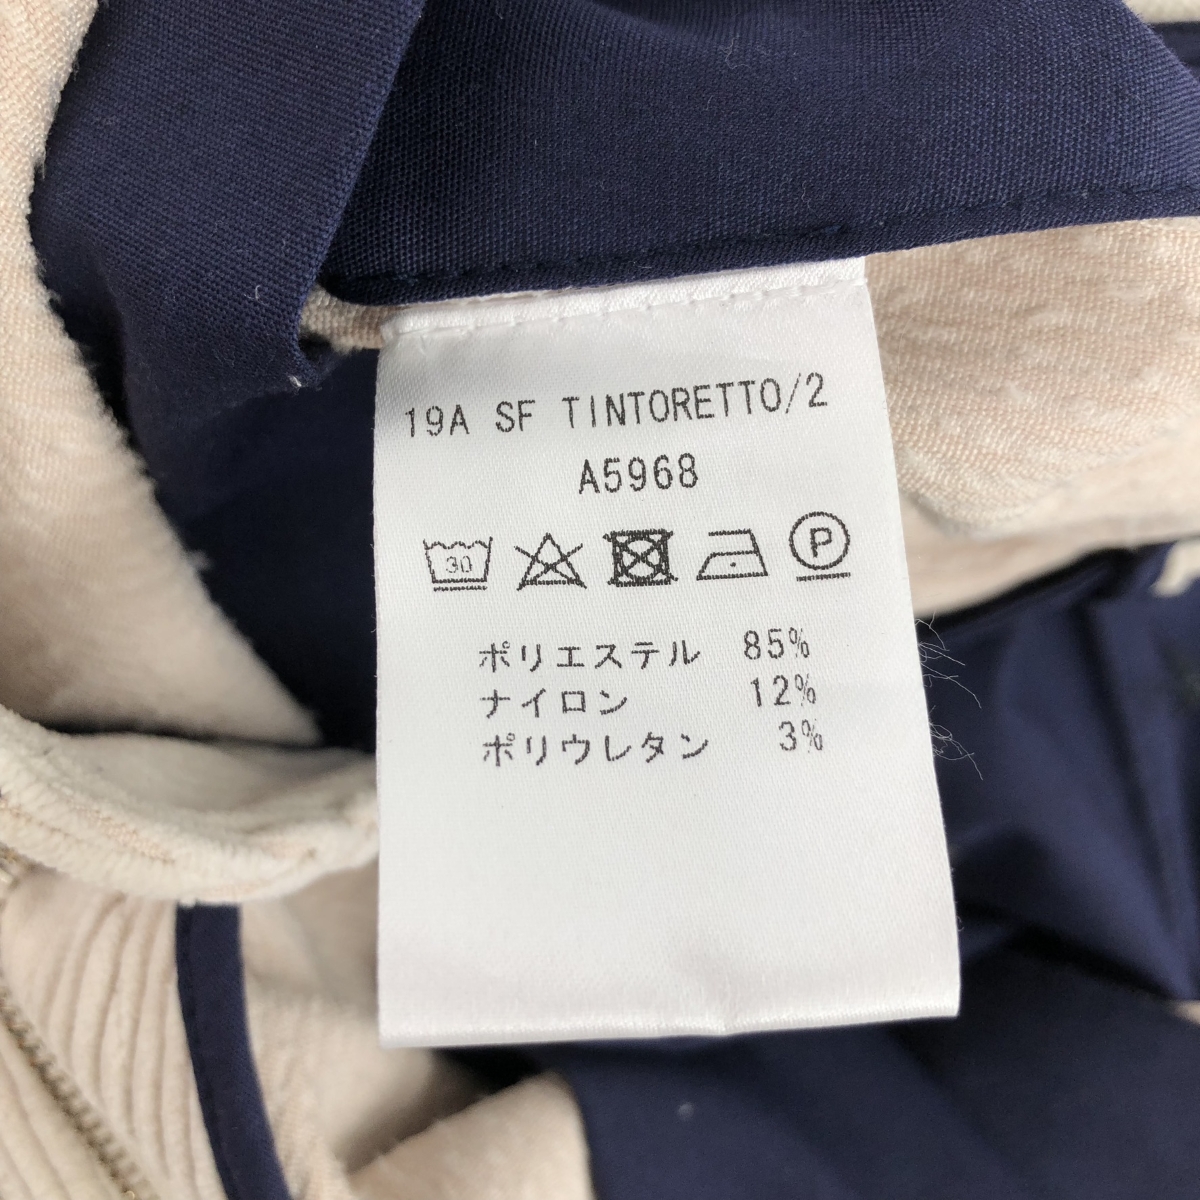 19A SF TINTORETTO/2
A5968
30 P
ポリエステル 85%
ナイロン 12%
ポリウレタン 3%